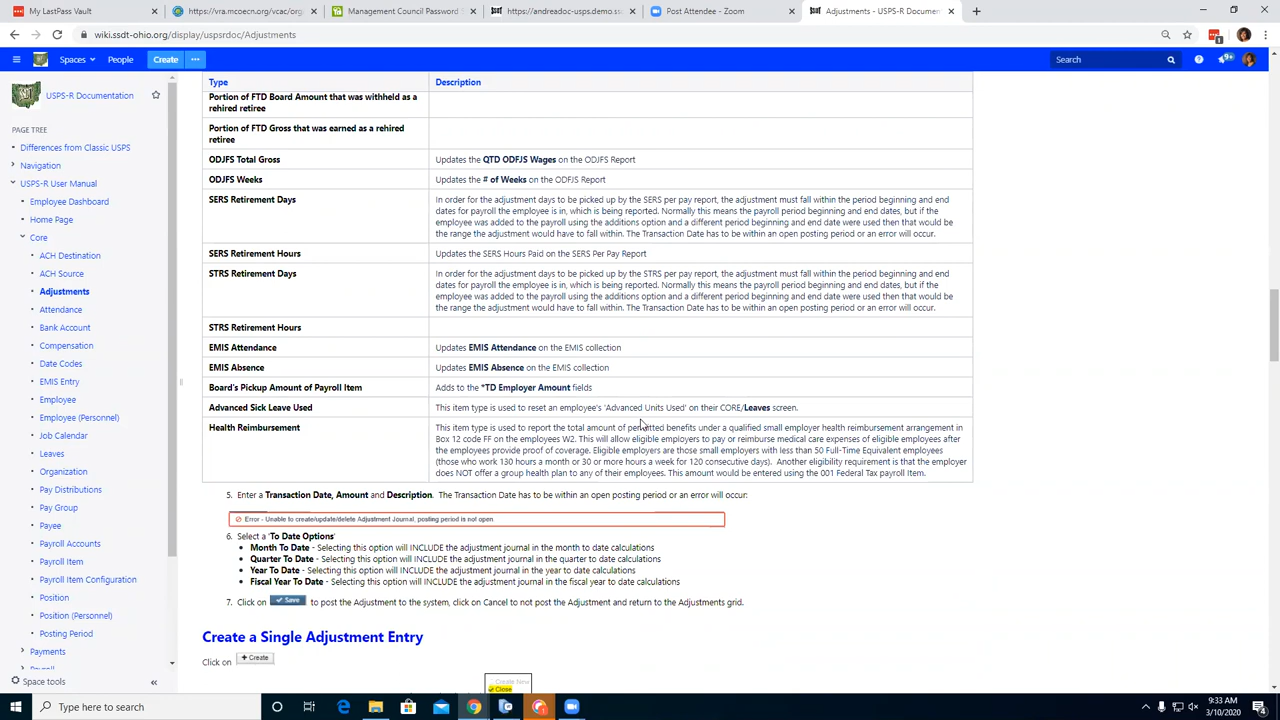 My LastPass Vault
https://vra.mcoecn.org/vcac/org
Management Council Password
https://andreadoc-usps.demo.ss
Post Attendee - Zoom
Adjustments - USPS-R Documen
wiki.ssdt-ohio.org/display/uspsrdoc/Adjustments
Spaces
People
Create
Search
9+
USPS-R Documentation
PAGE TREE
Differences from Classic USPS
Navigation
USPS-R User Manual
Employee Dashboard
Home Page
Core
ACH Destination
ACH Source
Adjustments
Attendance
Bank Account
Compensation
Date Codes
EMIS Entry
Employee
Employee (Personnel)
Job Calendar
Leaves
Organization
Pay Distributions
Pay Group
Payee
Payroll Accounts
Payroll Item
Payroll Item Configuration
Position
Position (Personnel)
Posting Period
Payments
Payroll
Space tools
Type Description
Portion of FTD Board Amount that was withheld as a
rehired retiree
Portion of FTD Gross that was earned as a rehired
retiree
ODJFS Total Gross Updates the QTD ODFJS Wages on the ODJFS Report
ODJFS Weeks Updates the # of Weeks on the ODJFS Report
SERS Retirement Days In order for the adjustment days to be picked up by the SERS per pay report, the adjustment must fall within the period beginning and end
dates for payroll the employee is in, which is being reported. Normally this means the payroll period beginning and end dates, but if the
employee was added to the payroll using the additions option and a different period beginning and end date were used then that would be
the range the adjustment would have to fall within. The Transaction Date has to be within an open posting period or an error will occur.
SERS Retirement Hours Updates the SERS Hours Paid on the SERS Per Pay Report
STRS Retirement Days In order for the adjustment days to be picked up by the STRS per pay report, the adjustment must fall within the period beginning and end
dates for payroll the employee is in, which is being reported. Normally this means the payroll period beginning and end dates, but if the
employee was added to the payroll using the additions option and a different period beginning and end date were used then that would be
the range the adjustment would have to fall within. The Transaction Date has to be within an open posting period or an error will occur.
STRS Retirement Hours
EMIS Attendance Updates EMIS Attendance on the EMIS collection
EMIS Absence Updates EMIS Absence on the EMIS collection
Board's Pickup Amount of Payroll Item Adds to the *TD Employer Amount fields
Advanced Sick Leave Used This item type is used to reset an employee's 'Advanced Units Used' on their CORE/Leaves screen.
Health Reimbursement This item type is used to report the total amount of permitted benefits under a qualified small employer health reimbursement arrangement in
Box 12 code FF on the employees W2. This will allow eligible employers to pay or reimburse medical care expenses of eligible employees after
the employees provide proof of coverage. Eligible employers are those small employers with less than 50 Full-Time Equivalent employees
(those who work 130 hours a month or 30 or more hours a week for 120 consecutive days). Another eligibility requirement is that the employer
does NOT offer a group health plan to any of their employees. This amount would be entered using the 001 Federal Tax payroll Item.
5. Enter a Transaction Date, Amount and Description. The Transaction Date has to be within an open posting period or an error will occur:
Error - Unable to create/update/delete Adjustment Journal, posting period is not open
6. Select a 'To Date Options'
• Month To Date - Selecting this option will INCLUDE the adjustment journal in the month to date calculations
• Quarter To Date - Selecting this option will INCLUDE the adjustment journal in the quarter to date calculations
• Year To Date - Selecting this option will INCLUDE the adjustment journal in the year to date calculations
• Fiscal Year To Date - Selecting this option will INCLUDE the adjustment journal in the fiscal year to date calculations
7. Click on Save to post the Adjustment to the system, click on Cancel to not post the Adjustment and return to the Adjustments grid.
Create a Single Adjustment Entry
Click on + Create
Create New
Close
Type here to search
9:33 AM
3/10/2020
4